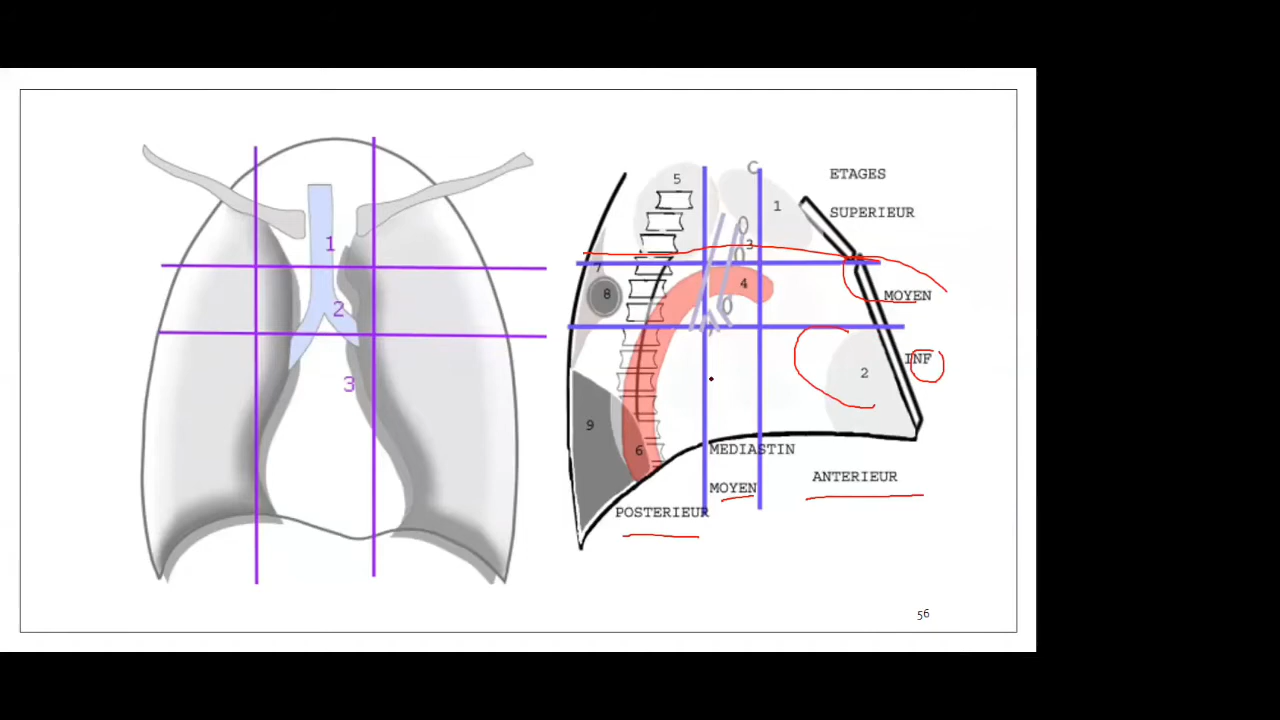 1
2
3
C
5
1
ETAGES
SUPERIEUR
3
7
8
4
MOYEN
INF
2
9
6
MEDIASTIN
MOYEN
ANTERIEUR
POSTERIEUR
56